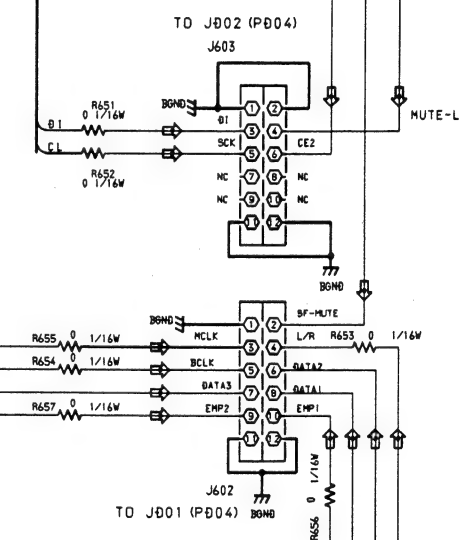 TO JD02 (PD04)
J603
R651
0 1/16W
BGND
1
2
DI
DI
3
4
MUTE-L
CL
SCK
5
6
CE2
R652
0 1/16W
NC
7
8
NC
NC
9
10
NC
11
12
BGND
BGND
1
2
SF-MUTE
R655 0 1/16W
MCLK
3
4
L/R R653 0 1/16W
R654 0 1/16W
BCLK
5
6
DATA2
DATA3
7
8
DATA1
R657 0 1/16W
EMP2
9
10
EMP1
11
12
R656 0 1/16W
J602
TO JD01 (PD04)
BGND